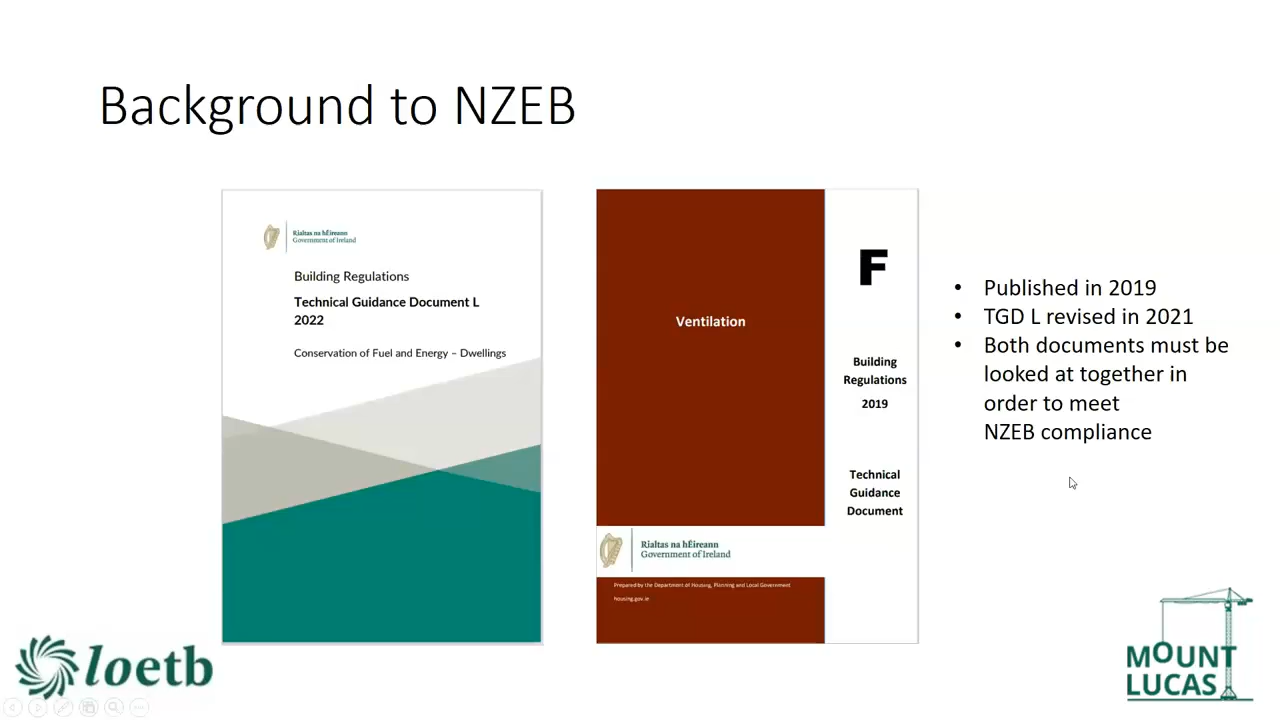 Background to NZEB
Rialtas na hÉireann
Government of Ireland
Building Regulations
Technical Guidance Document L
2022
Conservation of Fuel and Energy – Dwellings
Ventilation
F
Building
Regulations
2019
Technical
Guidance
Document
Rialtas na hÉireann
Government of Ireland
Prepared by the Department of Housing, Planning and Local Government
housing.gov.ie
• Published in 2019
• TGD L revised in 2021
• Both documents must be
looked at together in
order to meet
NZEB compliance
loetb
MOUNT
LUCAS